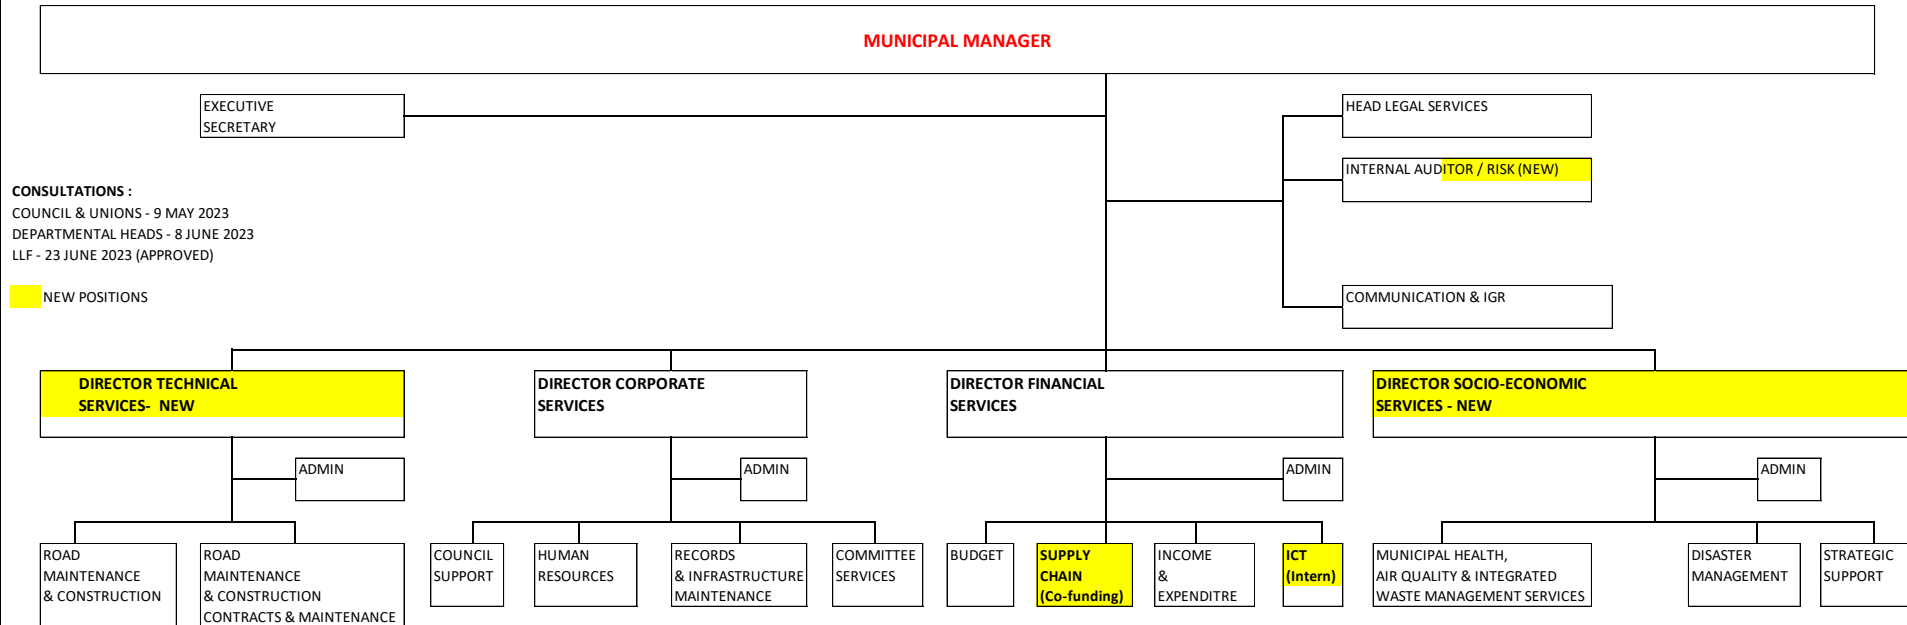 MUNICIPAL MANAGER
EXECUTIVE
SECRETARY
HEAD LEGAL SERVICES
INTERNAL AUDITOR / RISK (NEW)
CONSULTATIONS :
COUNCIL & UNIONS - 9 MAY 2023
DEPARTMENTAL HEADS - 8 JUNE 2023
LLF - 23 JUNE 2023 (APPROVED)
NEW POSITIONS
COMMUNICATION & IGR
DIRECTOR TECHNICAL
SERVICES- NEW
DIRECTOR CORPORATE
SERVICES
DIRECTOR FINANCIAL
SERVICES
DIRECTOR SOCIO-ECONOMIC
SERVICES - NEW
ADMIN
ADMIN
ADMIN
ADMIN
ROAD
MAINTENANCE
& CONSTRUCTION
ROAD
MAINTENANCE
& CONSTRUCTION
CONTRACTS & MAINTENANCE
COUNCIL
SUPPORT
HUMAN
RESOURCES
RECORDS
& INFRASTRUCTURE
MAINTENANCE
COMMITTEE
SERVICES
BUDGET
SUPPLY
CHAIN
(Co-funding)
INCOME
&
EXPENDITRE
ICT
(Intern)
MUNICIPAL HEALTH,
AIR QUALITY & INTEGRATED
WASTE MANAGEMENT SERVICES
DISASTER
MANAGEMENT
STRATEGIC
SUPPORT